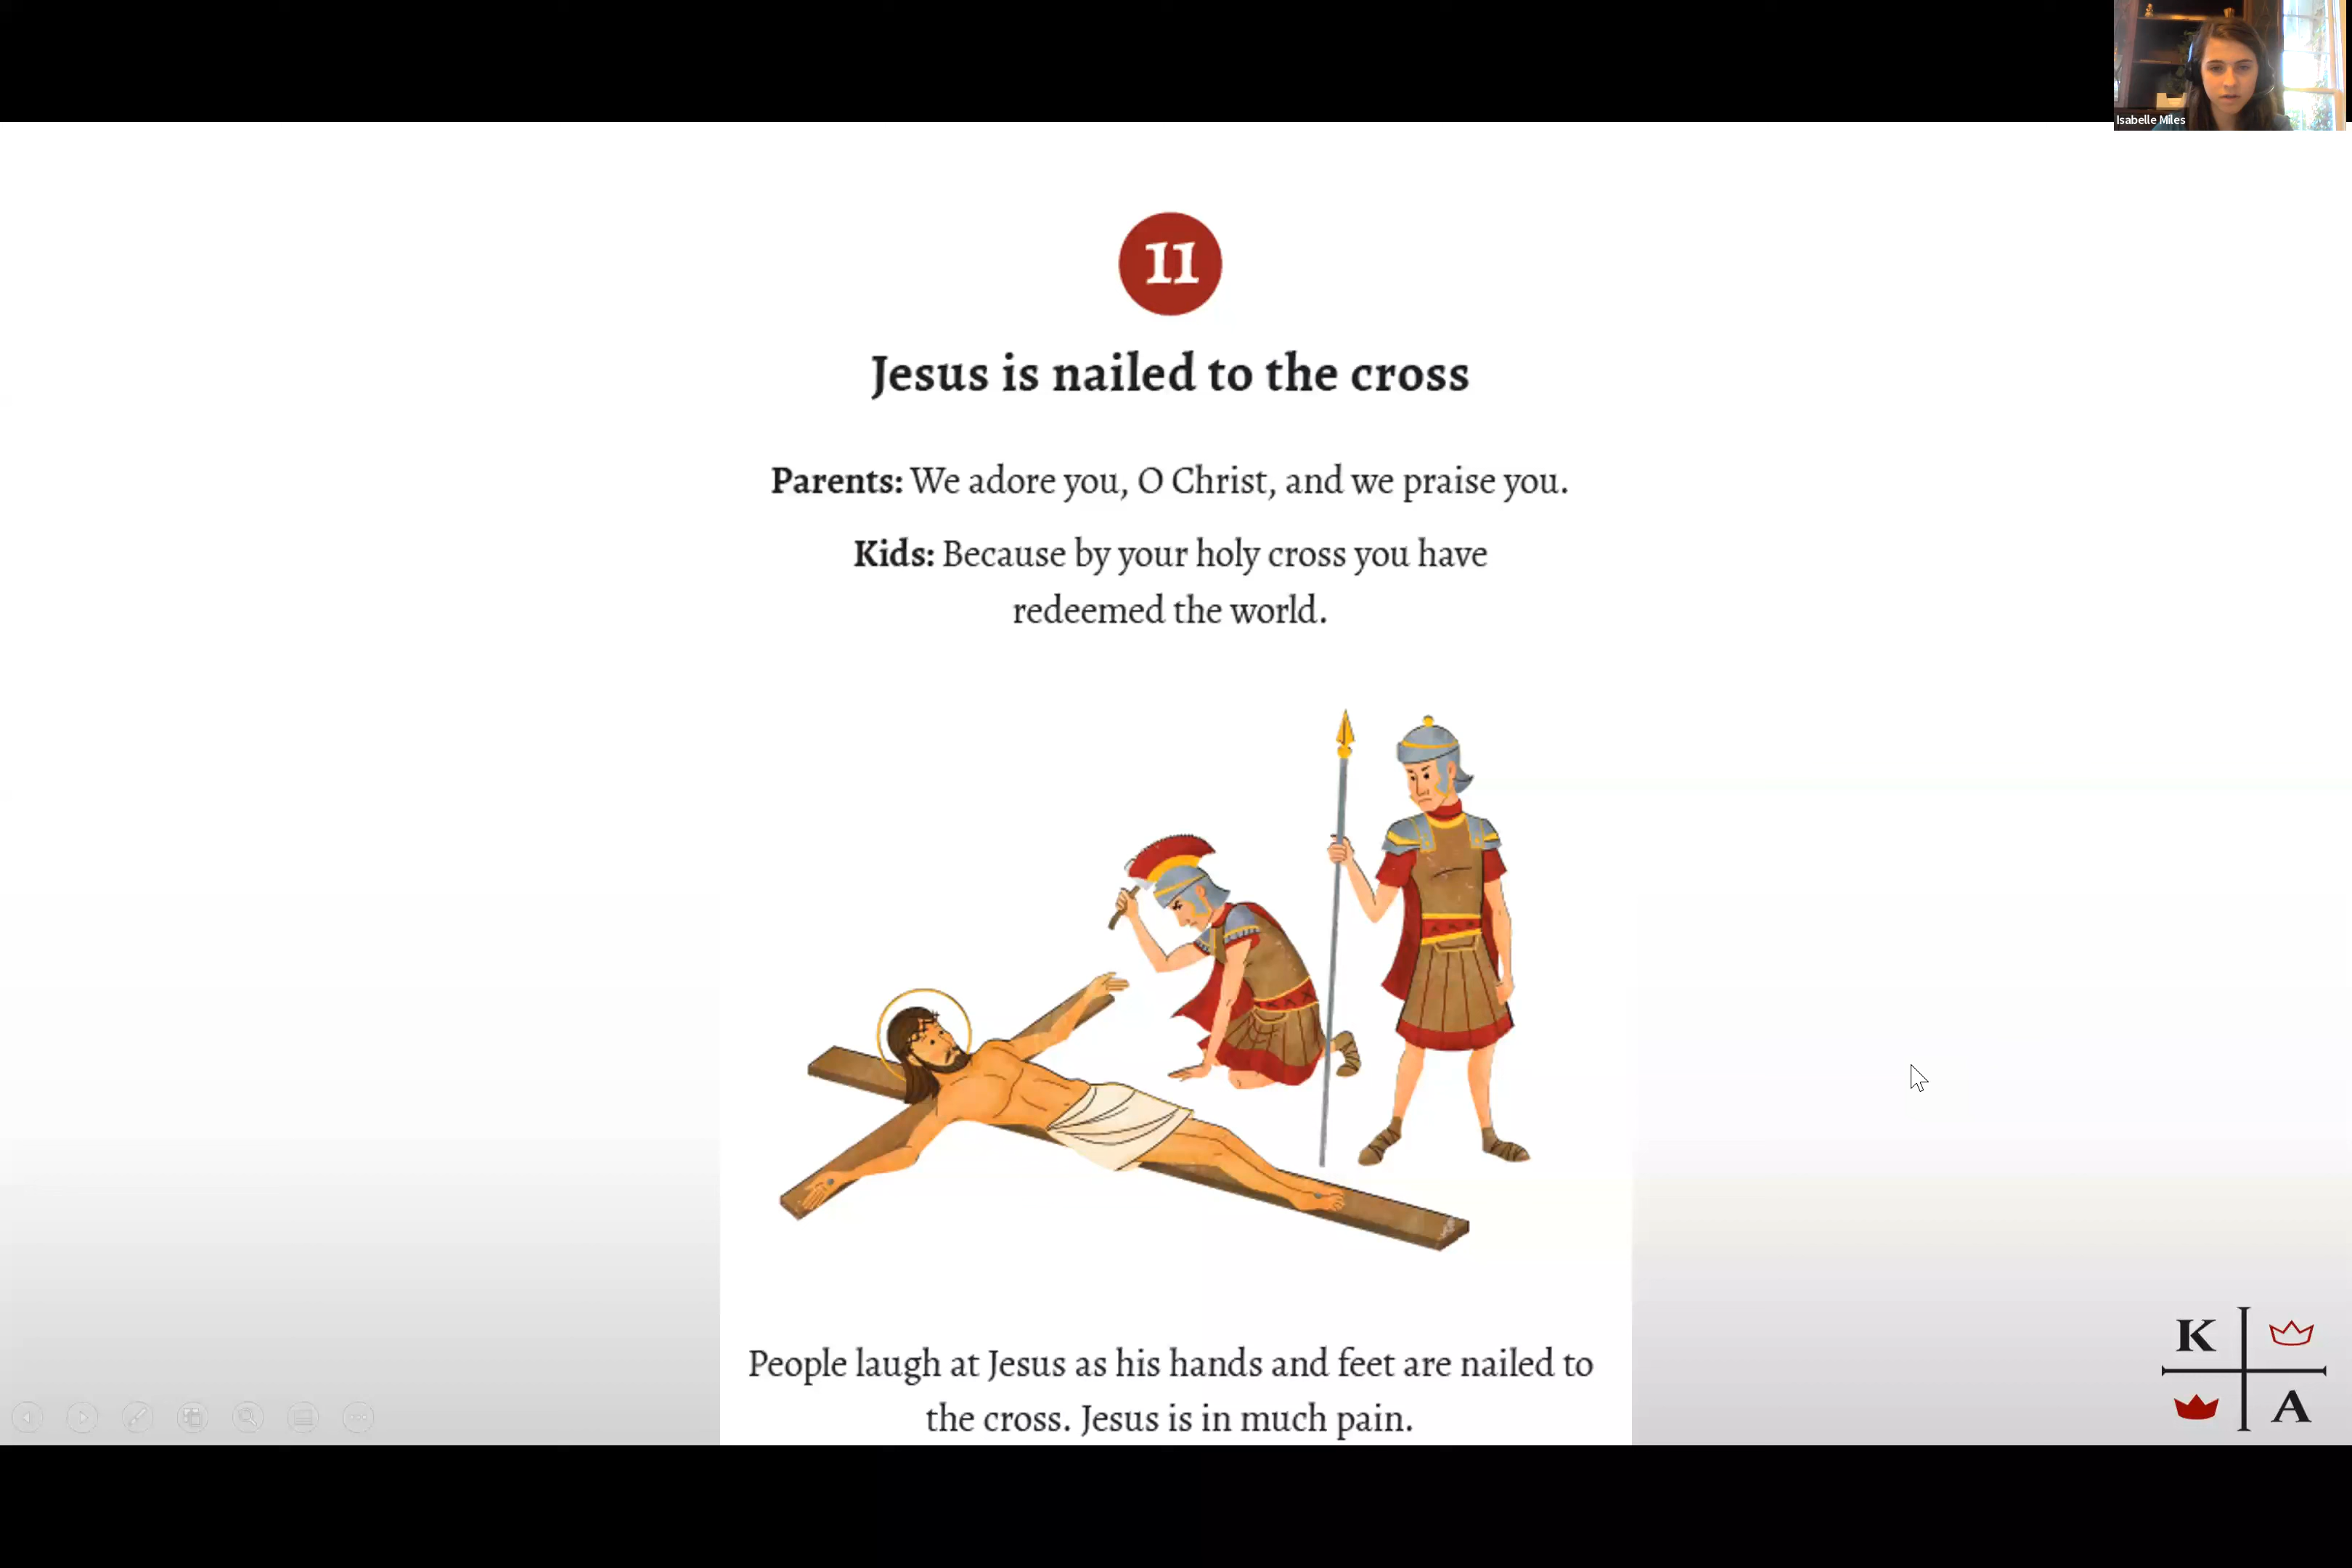 Isabelle Miles
11
Jesus is nailed to the cross
Parents: We adore you, O Christ, and we praise you.
Kids: Because by your holy cross you have
redeemed the world.
People laugh at Jesus as his hands and feet are nailed to
the cross. Jesus is in much pain.
K
A